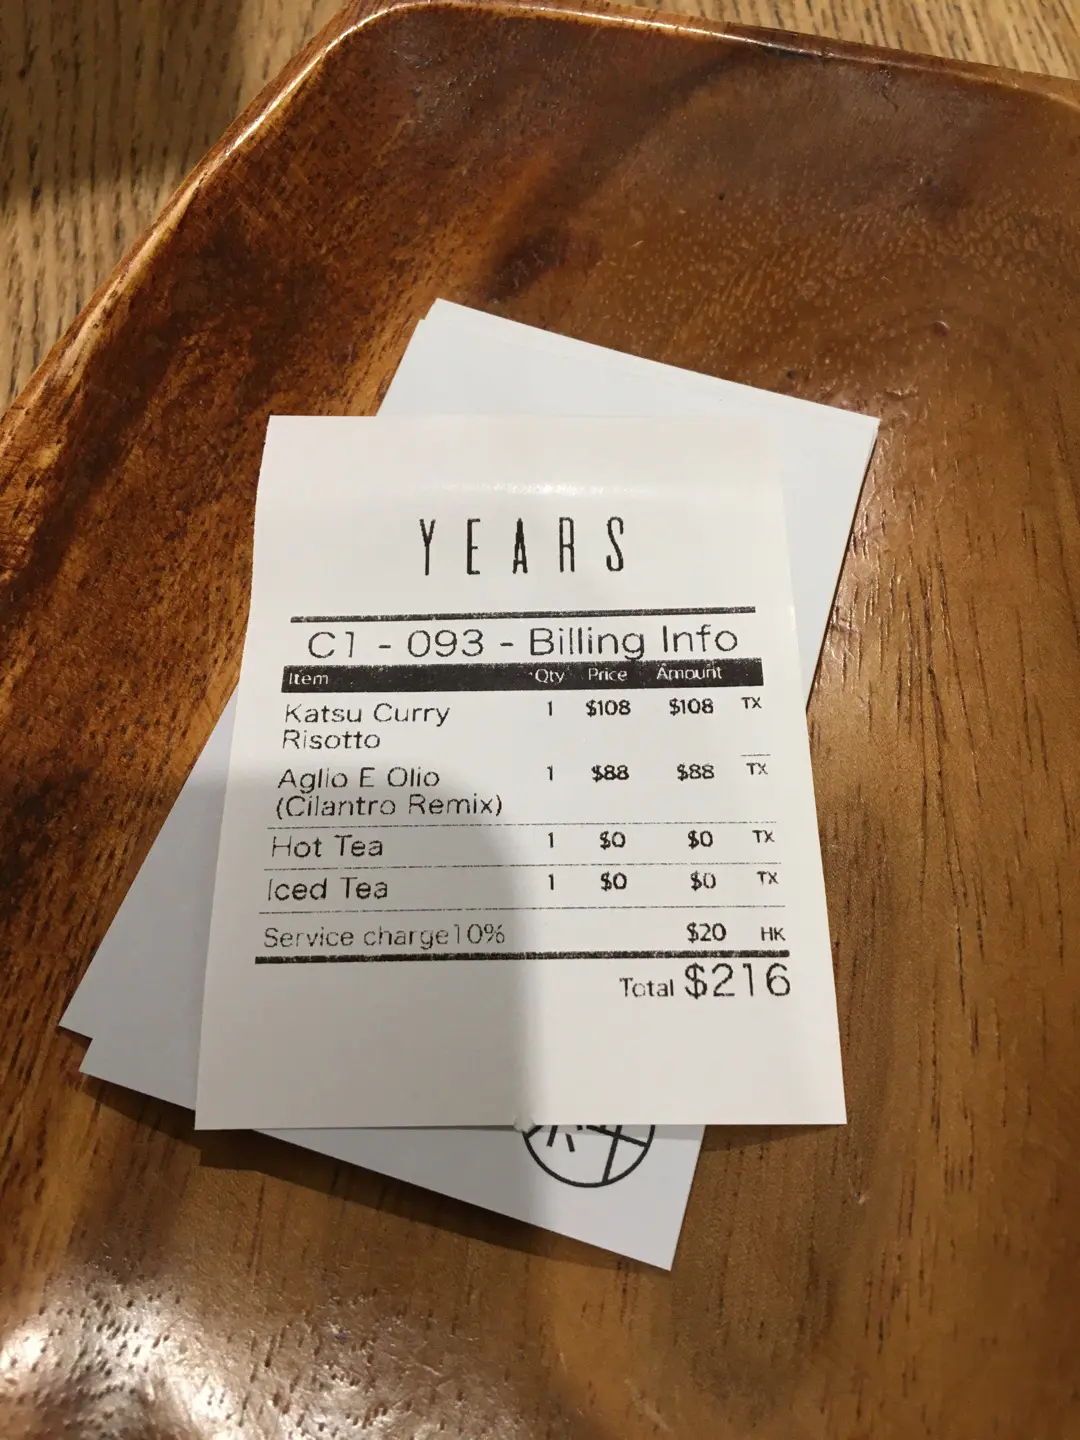 YEARS
C1 - 093 - Billing Info
Item Qty Price Amount
Katsu Curry 1 $108 $108 TX
Risotto
Aglio E Olio 1 $88 $88 TX
(Cilantro Remix)
Hot Tea 1 $0 $0 TX
Iced Tea 1 $0 $0 TX
Service charge10% $20 HK
Total $216